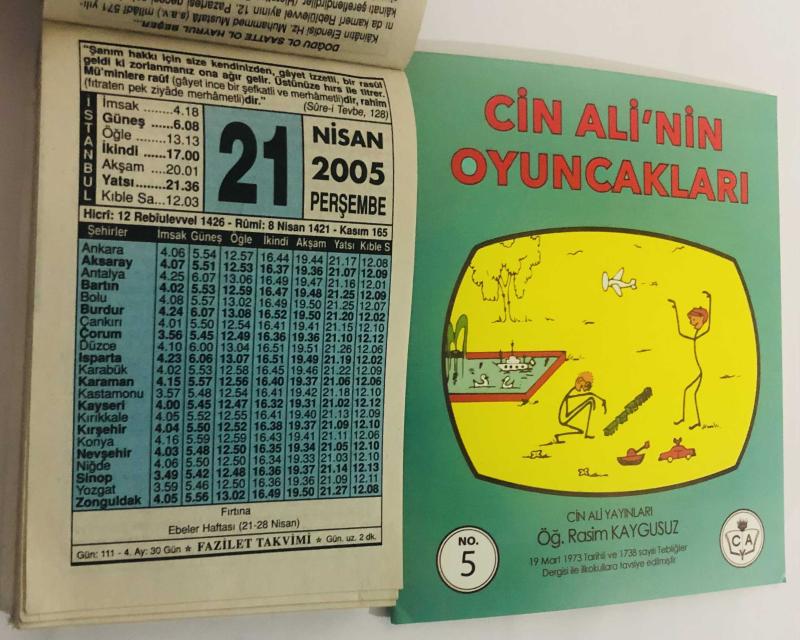 DOĞDU OL SAATTE OL HAYRUL BEŞER...
Kâinâtın Efendisi Hz. Muhammed Mustafâ (s.a.v.) mîlâdî 571 yılı-
"Şanım hakkı için size kendinizden, gâyet izzetli, bir rasûl
geldi ki zorlanmanız ona ağır gelir. Üstünüze hırs ile titrer.
Mü'minlere raûf (gâyet ince bir şefkatli ve merhametli)dir, rahim
(fıtraten pek ziyâde merhâmetli)dir."
(Sûre-i Tevbe, 128)
İSTANBUL
İmsak ........4.18
Güneş ......6.08
Öğle ........13.13
İkindi .....17.00
Akşam ...20.01
Yatsı........21.36
Kıble Sa...12.03
21
NİSAN
2005
PERŞEMBE
Hicrî: 12 Rebîulevvel 1426 - Rûmî: 8 Nisan 1421 - Kasım 165
Şehirler İmsak Güneş Öğle İkindi Akşam Yatsı Kıble S
Ankara 4.06 5.54 12.57 16.44 19.44 21.17 12.08
Aksaray 4.07 5.51 12.53 16.37 19.36 21.07 12.09
Antalya 4.25 6.07 13.06 16.49 19.47 21.16 12.01
Bartın 4.02 5.53 12.59 16.47 19.48 21.25 12.09
Bolu 4.08 5.57 13.02 16.49 19.50 21.25 12.07
Burdur 4.24 6.07 13.08 16.52 19.50 21.20 12.02
Çankırı 4.01 5.50 12.54 16.41 19.41 21.15 12.10
Çorum 3.56 5.45 12.49 16.36 19.36 21.10 12.12
Düzce 4.10 6.00 13.04 16.51 19.51 21.26 12.06
Isparta 4.23 6.06 13.07 16.51 19.49 21.19 12.02
Karabük 4.02 5.53 12.58 16.45 19.46 21.22 12.09
Karaman 4.15 5.57 12.56 16.40 19.37 21.06 12.06
Kastamonu 3.57 5.48 12.54 16.41 19.42 21.18 12.10
Kayseri 4.00 5.45 12.47 16.32 19.31 21.02 12.12
Kırıkkale 4.05 5.52 12.55 16.41 19.40 21.13 12.09
Kırşehir 4.04 5.50 12.52 16.38 19.37 21.09 12.10
Konya 4.16 5.59 12.59 16.43 19.41 21.11 12.06
Nevşehir 4.03 5.48 12.50 16.35 19.34 21.05 12.10
Niğde 4.06 5.50 12.50 16.34 19.33 21.03 12.10
Sinop 3.49 5.42 12.48 16.36 19.37 21.14 12.13
Yozgat 3.59 5.46 12.50 16.36 19.36 21.09 12.11
Zonguldak 4.05 5.56 13.02 16.49 19.50 21.27 12.08
Fırtına
Ebeler Haftası (21-28 Nisan)
Gün: 111 - 4. Ay: 30 Gün ★ FAZİLET TAKVİMİ ★ Gün. uz. 2 dk.
CİN ALİ'NİN
OYUNCAKLARI
CİN ALİ YAYINLARI
Öğ. Rasim KAYGUSUZ
19 Mart 1973 Tarihli ve 1738 sayılı Tebliğler
Dergisi ile ilkokullara tavsiye edilmiştir
NO.
5
C A
Y